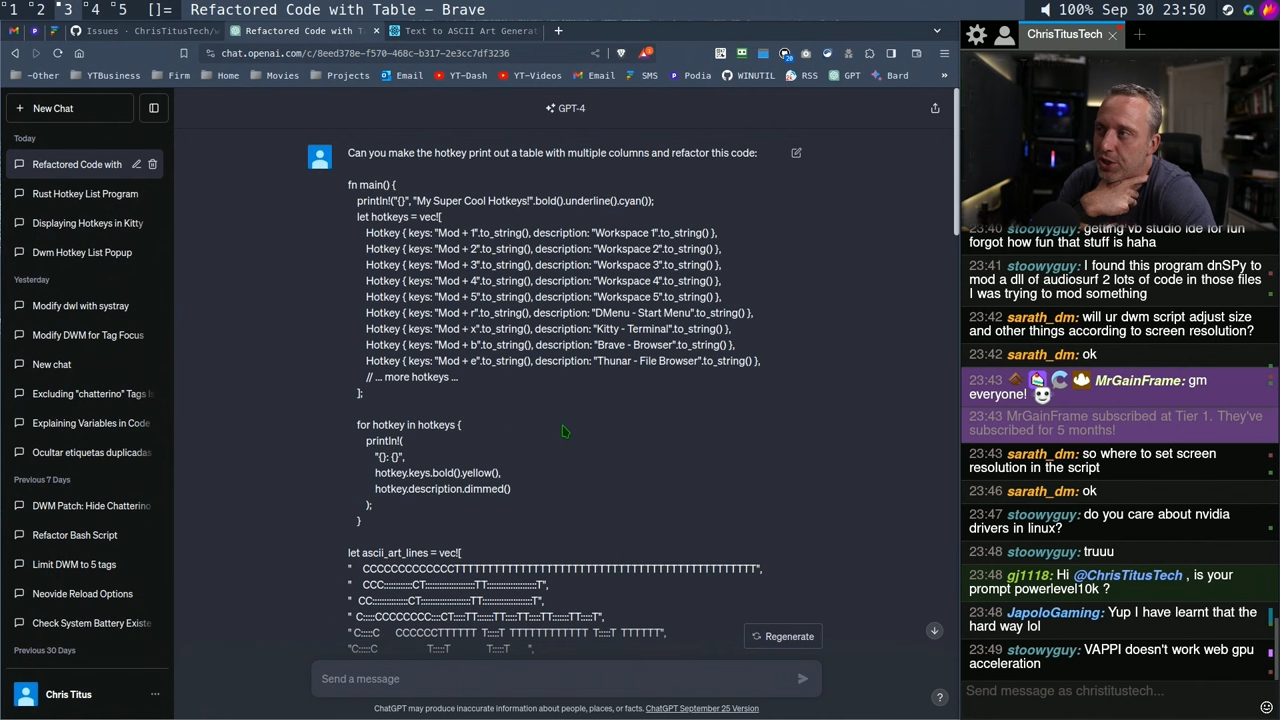 1 2 3 4 5 []= Refactored Code with Table - Brave
100% Sep 30 23:50
Issues · ChrisTitusTech/w
Refactored Code with T
Text to ASCII Art Generat
chat.openai.com/c/8eed378e-f570-468c-b317-2e3cc7df3236
-Other YTBusiness Firm Home Movies Projects Email YT-Dash YT-Videos Email SMS Podia WINUTIL RSS GPT Bard »
New Chat
Today
Refactored Code with
Rust Hotkey List Program
Displaying Hotkeys in Kitty
Dwm Hotkey List Popup
Yesterday
Modify dwl with systray
Modify DWM for Tag Focus
New chat
Excluding "chatterino" Tags i
Explaining Variables in Code
Ocultar etiquetas duplicadas
Previous 7 Days
DWM Patch: Hide Chatterino
Refactor Bash Script
Limit DWM to 5 tags
Neovide Reload Options
Check System Battery Existe
Previous 30 Days
Chris Titus
GPT-4
Can you make the hotkey print out a table with multiple columns and refactor this code:
fn main() {
println!("{}", "My Super Cool Hotkeys!".bold().underline().cyan());
let hotkeys = vec![
Hotkey { keys: "Mod + 1".to_string(), description: "Workspace 1".to_string() },
Hotkey { keys: "Mod + 2".to_string(), description: "Workspace 2".to_string() },
Hotkey { keys: "Mod + 3".to_string(), description: "Workspace 3".to_string() },
Hotkey { keys: "Mod + 4".to_string(), description: "Workspace 4".to_string() },
Hotkey { keys: "Mod + 5".to_string(), description: "Workspace 5".to_string() },
Hotkey { keys: "Mod + r".to_string(), description: "DMenu - Start Menu".to_string() },
Hotkey { keys: "Mod + x".to_string(), description: "Kitty - Terminal".to_string() },
Hotkey { keys: "Mod + b".to_string(), description: "Brave - Browser".to_string() },
Hotkey { keys: "Mod + e".to_string(), description: "Thunar - File Browser".to_string() },
// ... more hotkeys ...
];
for hotkey in hotkeys {
println!(
"{}: {}",
hotkey.keys.bold().yellow(),
hotkey.description.dimmed()
);
}
let ascii_art_lines = vec![
Regenerate
Send a message
ChatGPT may produce inaccurate information about people, places, or facts. ChatGPT September 25 Version
?
ChrisTitusTech
23:40 stoowyguy: getting vb studio ide for fun
forgot how fun that stuff is haha
23:41 stoowyguy: I found this program dnSPy to
mod a dll of audiosurf 2 lots of code in those files
I was trying to mod something
23:42 sarath_dm: will ur dwm script adjust size
and other things according to screen resolution?
23:42 sarath_dm: ok
23:43 MrGainFrame: gm
everyone!
23:43 MrGainFrame subscribed at Tier 1. They've
subscribed for 5 months!
23:43 sarath_dm: so where to set screen
resolution in the script
23:46 sarath_dm: ok
23:47 stoowyguy: do you care about nvidia
drivers in linux?
23:48 stoowyguy: truuu
23:48 gj1118: Hi @ChrisTitusTech , is your
prompt powerlevel10k ?
23:48 JapoloGaming: Yup I have learnt that the
hard way lol
23:49 stoowyguy: VAPPI doesn't work web gpu
acceleration
Send message as christitustech...